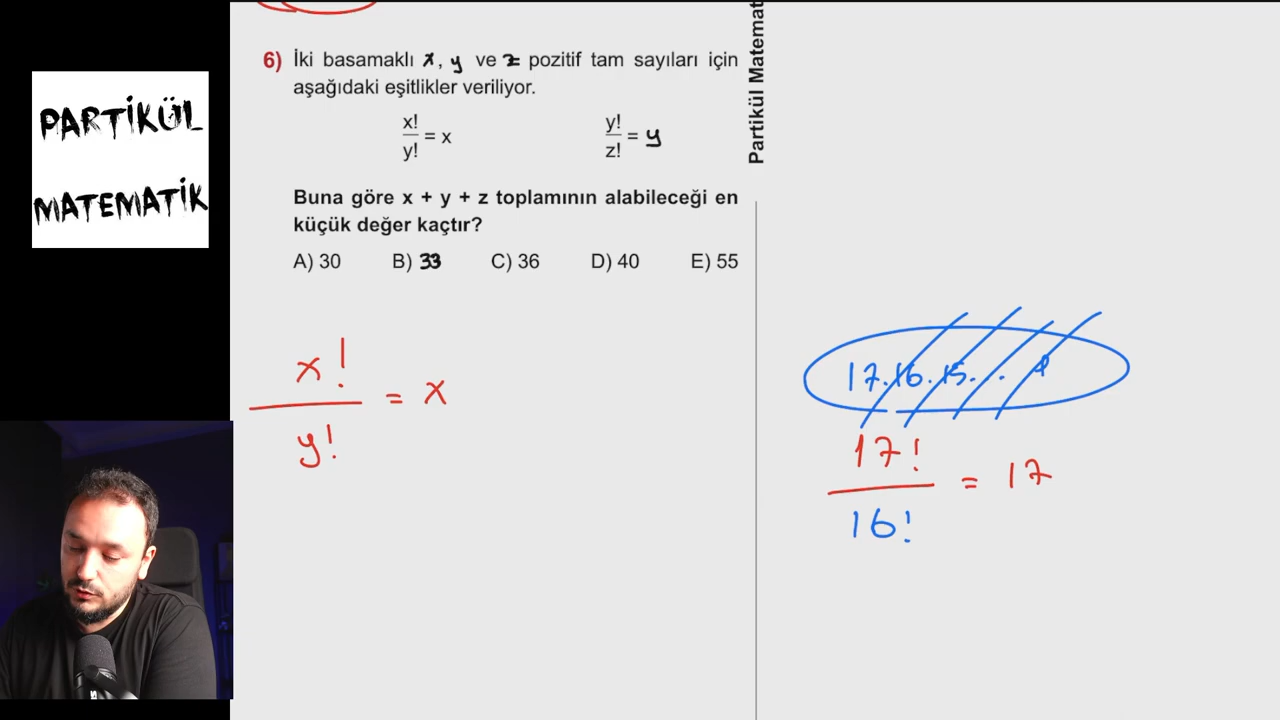 PARTİKÜL
MATEMATİK
6) İki basamaklı x, y ve z pozitif tam sayıları için
aşağıdaki eşitlikler veriliyor.
x!/y! = x     y!/z! = y
Buna göre x + y + z toplamının alabileceği en
küçük değer kaçtır?
A) 30 B) 33 C) 36 D) 40 E) 55
x!/y! = x
Partikül Matemat
17.16.15...1
17!/16! = 17